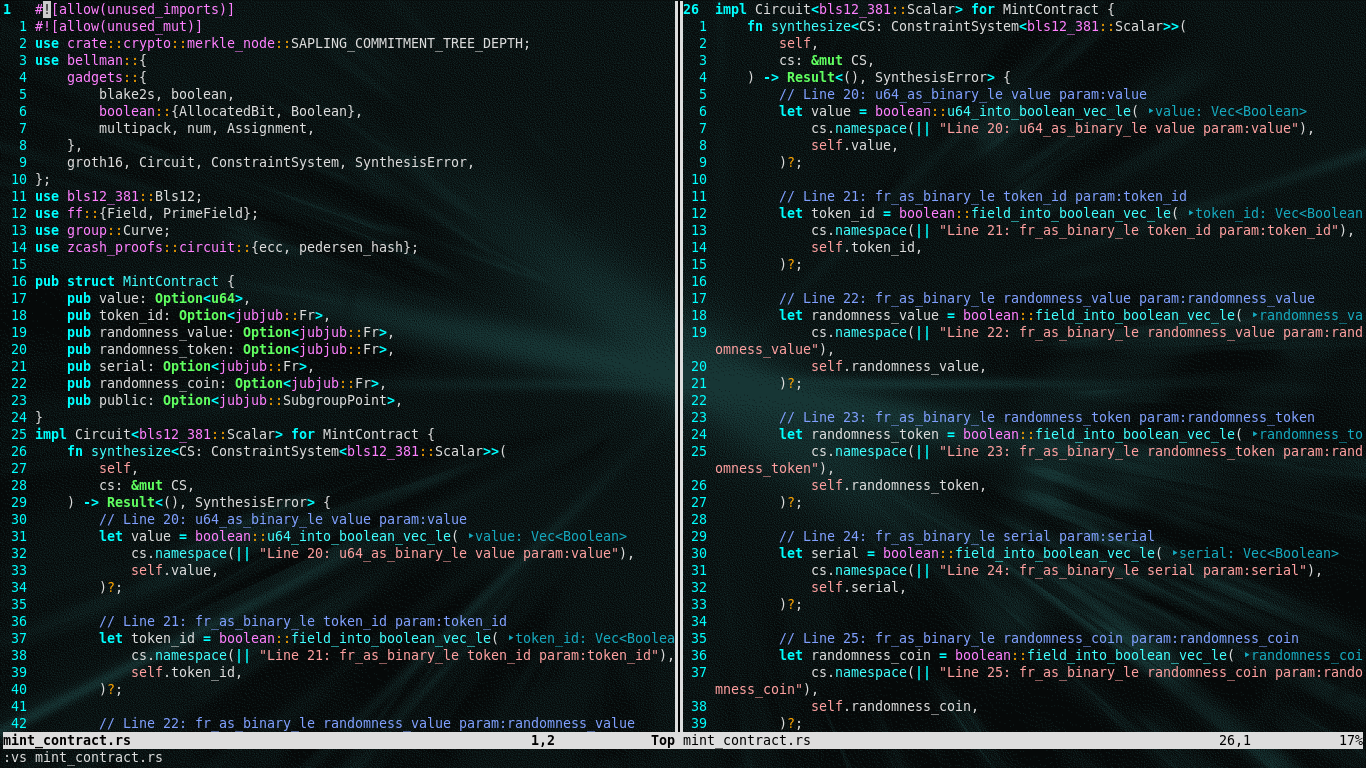 1   #![allow(unused_imports)]
  1 #![allow(unused_mut)]
  2 use crate::crypto::merkle_node::SAPLING_COMMITMENT_TREE_DEPTH;
  3 use bellman::{
  4     gadgets::{
  5         blake2s, boolean,
  6         boolean::{AllocatedBit, Boolean},
  7         multipack, num, Assignment,
  8     },
  9     groth16, Circuit, ConstraintSystem, SynthesisError,
 10 };
 11 use bls12_381::Bls12;
 12 use ff::{Field, PrimeField};
 13 use group::Curve;
 14 use zcash_proofs::circuit::{ecc, pedersen_hash};
 15
 16 pub struct MintContract {
 17     pub value: Option<u64>,
 18     pub token_id: Option<jubjub::Fr>,
 19     pub randomness_value: Option<jubjub::Fr>,
 20     pub randomness_token: Option<jubjub::Fr>,
 21     pub serial: Option<jubjub::Fr>,
 22     pub randomness_coin: Option<jubjub::Fr>,
 23     pub public: Option<jubjub::SubgroupPoint>,
 24 }
 25 impl Circuit<bls12_381::Scalar> for MintContract {
 26     fn synthesize<CS: ConstraintSystem<bls12_381::Scalar>>(
 27         self,
 28         cs: &mut CS,
 29     ) -> Result<(), SynthesisError> {
 30         // Line 20: u64_as_binary_le value param:value
 31         let value = boolean::u64_into_boolean_vec_le( ‣value: Vec<Boolean>
 32             cs.namespace(|| "Line 20: u64_as_binary_le value param:value"),
 33             self.value,
 34         )?;
 35
 36         // Line 21: fr_as_binary_le token_id param:token_id
 37         let token_id = boolean::field_into_boolean_vec_le( ‣token_id: Vec<Boolea
 38             cs.namespace(|| "Line 21: fr_as_binary_le token_id param:token_id"),
 39             self.token_id,
 40         )?;
 41
 42         // Line 22: fr_as_binary_le randomness_value param:randomness_value
mint_contract.rs 1,2 Top
26  impl Circuit<bls12_381::Scalar> for MintContract {
  1     fn synthesize<CS: ConstraintSystem<bls12_381::Scalar>>(
  2         self,
  3         cs: &mut CS,
  4     ) -> Result<(), SynthesisError> {
  5         // Line 20: u64_as_binary_le value param:value
  6         let value = boolean::u64_into_boolean_vec_le( ‣value: Vec<Boolean>
  7             cs.namespace(|| "Line 20: u64_as_binary_le value param:value"),
  8             self.value,
  9         )?;
 10
 11         // Line 21: fr_as_binary_le token_id param:token_id
 12         let token_id = boolean::field_into_boolean_vec_le( ‣token_id: Vec<Boolean
 13             cs.namespace(|| "Line 21: fr_as_binary_le token_id param:token_id"),
 14             self.token_id,
 15         )?;
 16
 17         // Line 22: fr_as_binary_le randomness_value param:randomness_value
 18         let randomness_value = boolean::field_into_boolean_vec_le( ‣randomness_va
 19             cs.namespace(|| "Line 22: fr_as_binary_le randomness_value param:rand
omness_value"),
 20             self.randomness_value,
 21         )?;
 22
 23         // Line 23: fr_as_binary_le randomness_token param:randomness_token
 24         let randomness_token = boolean::field_into_boolean_vec_le( ‣randomness_to
 25             cs.namespace(|| "Line 23: fr_as_binary_le randomness_token param:rand
omness_token"),
 26             self.randomness_token,
 27         )?;
 28
 29         // Line 24: fr_as_binary_le serial param:serial
 30         let serial = boolean::field_into_boolean_vec_le( ‣serial: Vec<Boolean>
 31             cs.namespace(|| "Line 24: fr_as_binary_le serial param:serial"),
 32             self.serial,
 33         )?;
 34
 35         // Line 25: fr_as_binary_le randomness_coin param:randomness_coin
 36         let randomness_coin = boolean::field_into_boolean_vec_le( ‣randomness_coi
 37             cs.namespace(|| "Line 25: fr_as_binary_le randomness_coin param:rando
mness_coin"),
 38             self.randomness_coin,
 39         )?;
mint_contract.rs 26,1 17%
:vs mint_contract.rs